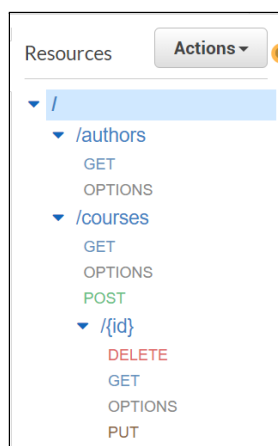 Resources
Actions
/
/authors
GET
OPTIONS
/courses
GET
OPTIONS
POST
/{id}
DELETE
GET
OPTIONS
PUT